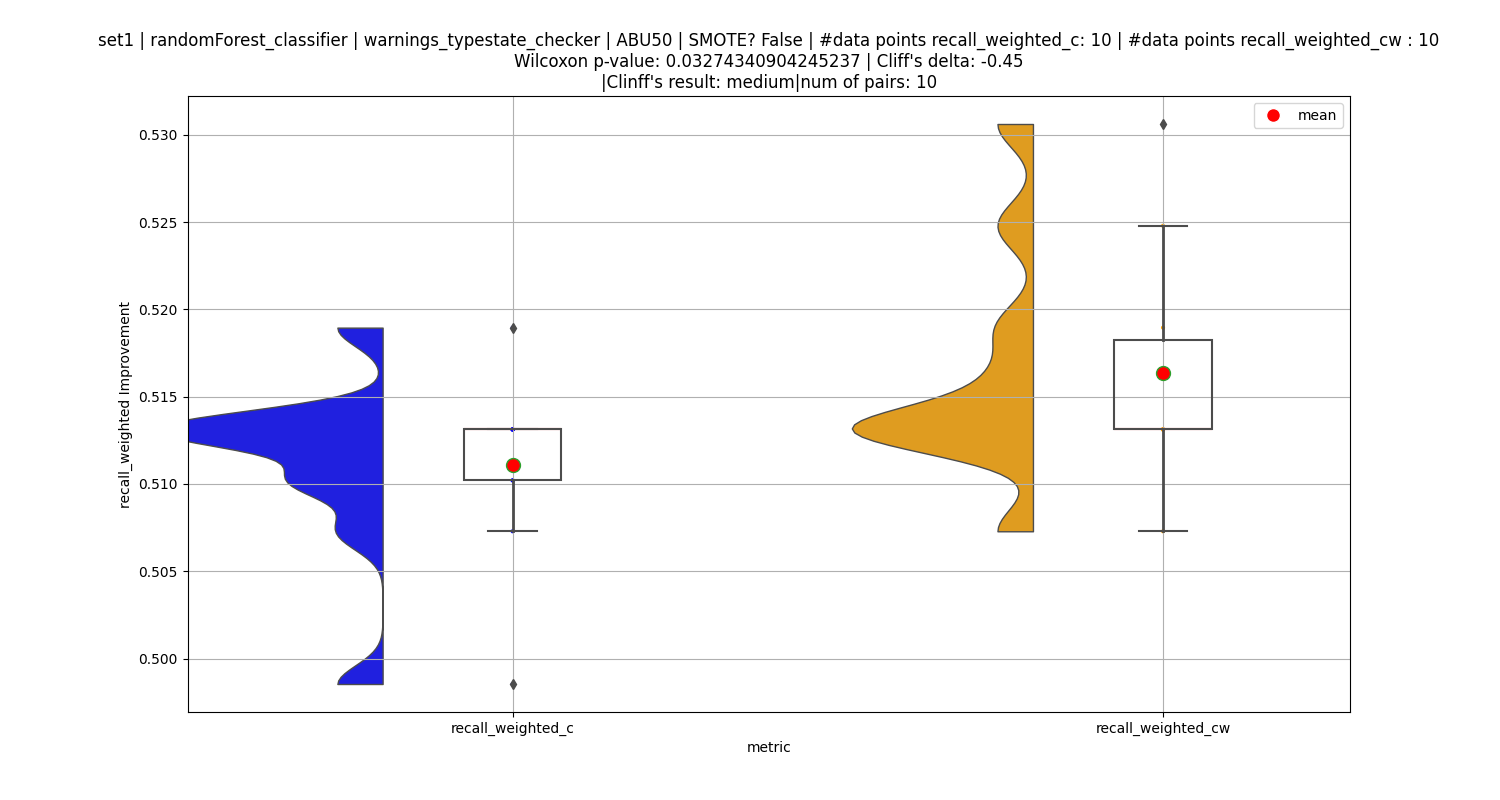 set1 | randomForest_classifier | warnings_typestate_checker | ABU50 | SMOTE? False | #data points recall_weighted_c: 10 | #data points recall_weighted_cw : 10
Wilcoxon p-value: 0.03274340904245237 | Cliff's delta: -0.45
|Clinff's result: medium|num of pairs: 10
mean
0.530
0.525
0.520
0.515
0.510
0.505
0.500
recall_weighted Improvement
recall_weighted_c
recall_weighted_cw
metric